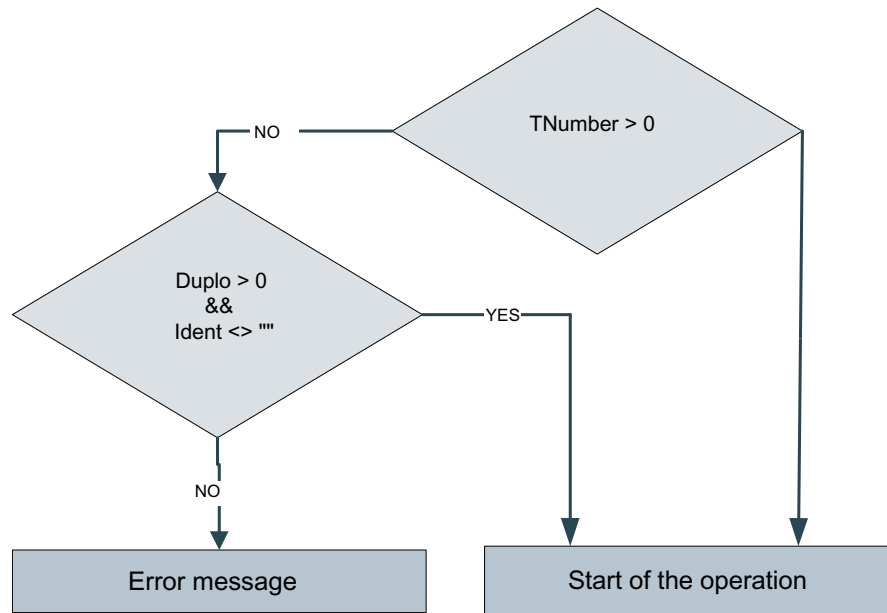 TNumber > 0
NO
Duplo > 0
&&
Ident <> ""
YES
NO
Error message
Start of the operation